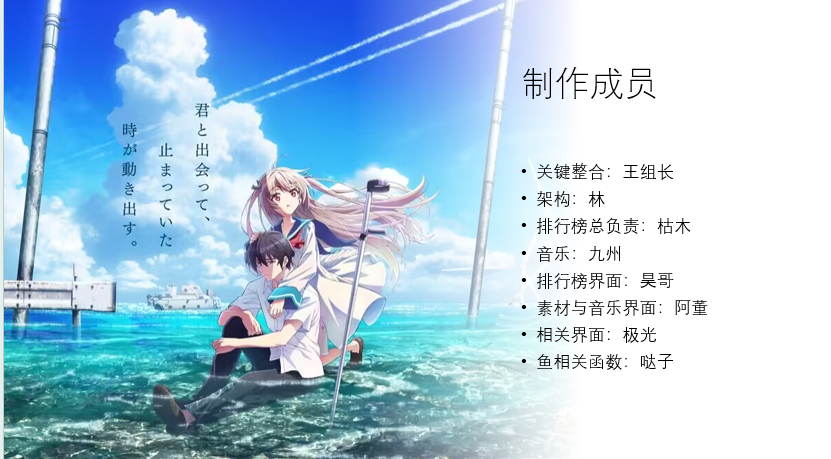 君と出会って、
止まっていた
時が動き出す。
制作成员
• 关键整合：王组长
• 架构：林
• 排行榜总负责：枯木
• 音乐：九州
• 排行榜界面：昊哥
• 素材与音乐界面：阿董
• 相关界面：极光
• 鱼相关函数：哒子